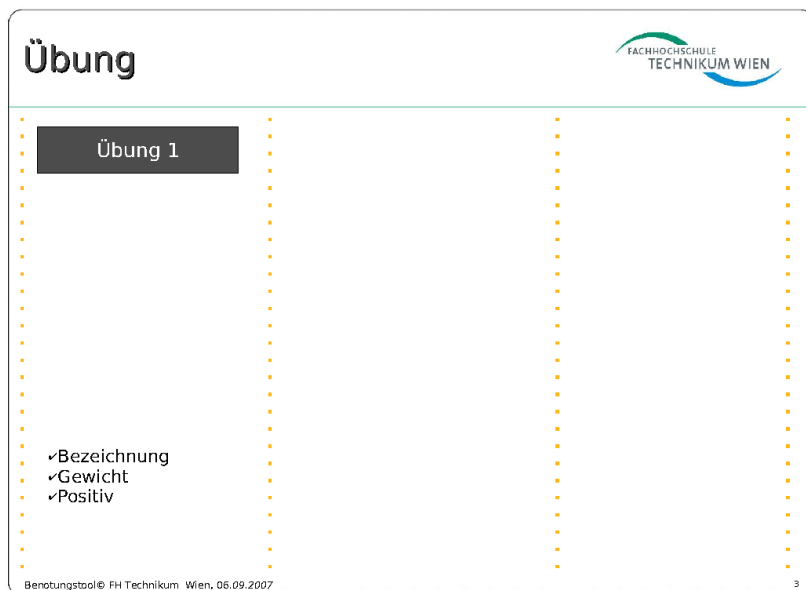 Übung
FACHHOCHSCHULE
TECHNIKUM WIEN
Übung 1
✔Bezeichnung
✔Gewicht
✔Positiv
Benotungstool© FH Technikum Wien, 06.09.2007
3